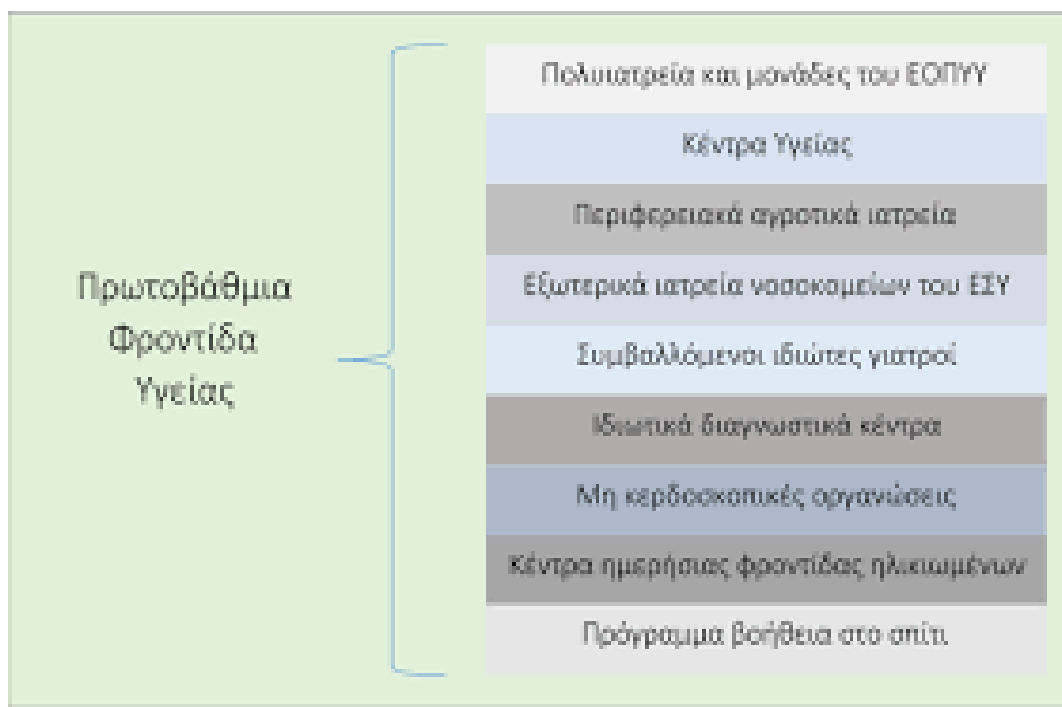 Πρωτοβάθμια
Φροντίδα
Υγείας
Πολυιατρεία και μονάδες του ΕΟΠΥΥ
Κέντρα Υγείας
Περιφερειακά αγροτικά ιατρεία
Εξωτερικά ιατρεία νοσοκομείων του ΕΣΥ
Συμβαλλόμενοι ιδιώτες γιατροί
Ιδιωτικά διαγνωστικά κέντρα
Μη κερδοσκοπικές οργανώσεις
Κέντρα ημερήσιας φροντίδας ηλικιωμένων
Πρόγραμμα βοήθεια στο σπίτι